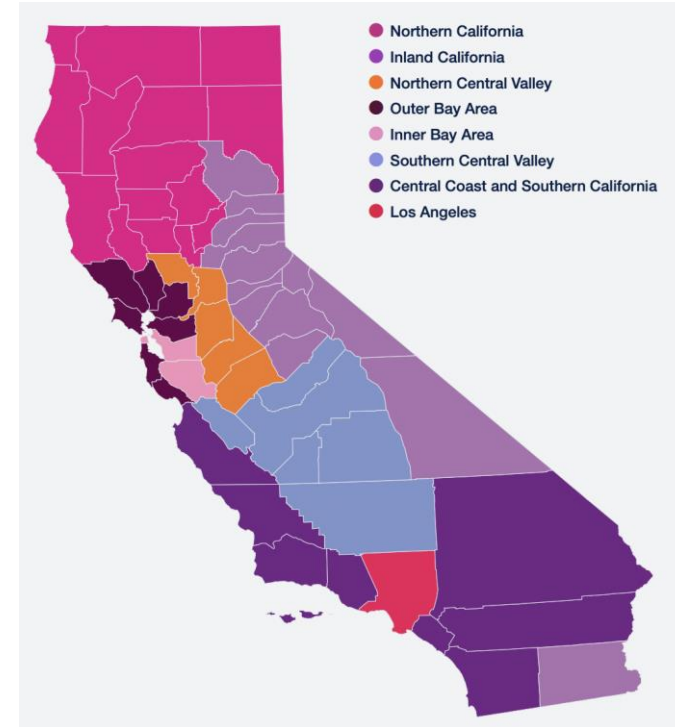 Northern California
Inland California
Northern Central Valley
Outer Bay Area
Inner Bay Area
Southern Central Valley
Central Coast and Southern California
Los Angeles